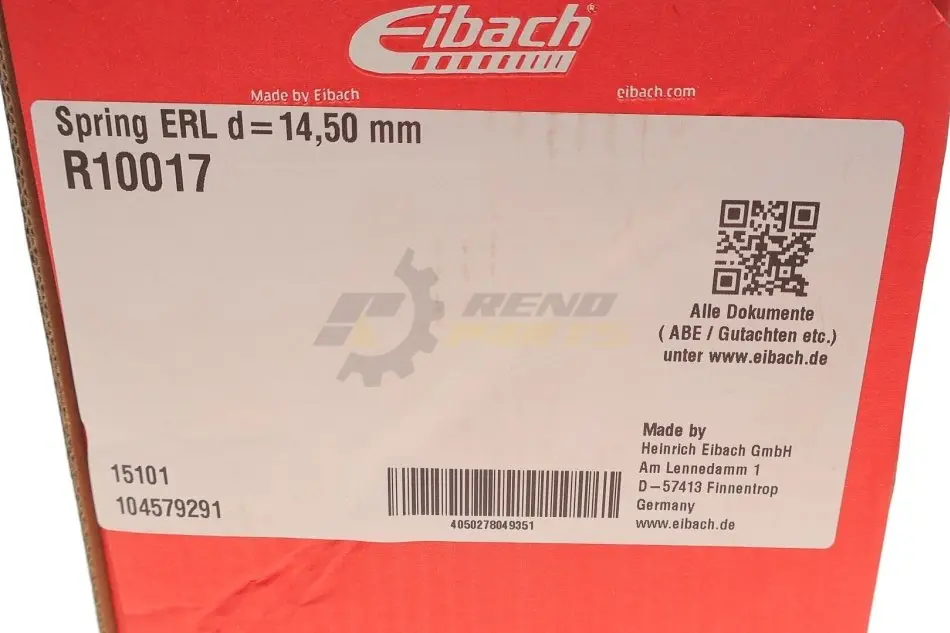 Eibach®
Made by Eibach
eibach.com
Spring ERL d=14,50 mm
R10017
RENO
PARTS
Alle Dokumente
( ABE / Gutachten etc.)
unter www.eibach.de
Made by
Heinrich Eibach GmbH
Am Lennedamm 1
D-57413 Finnentrop
Germany
www.eibach.de
15101
104579291
4050278049351